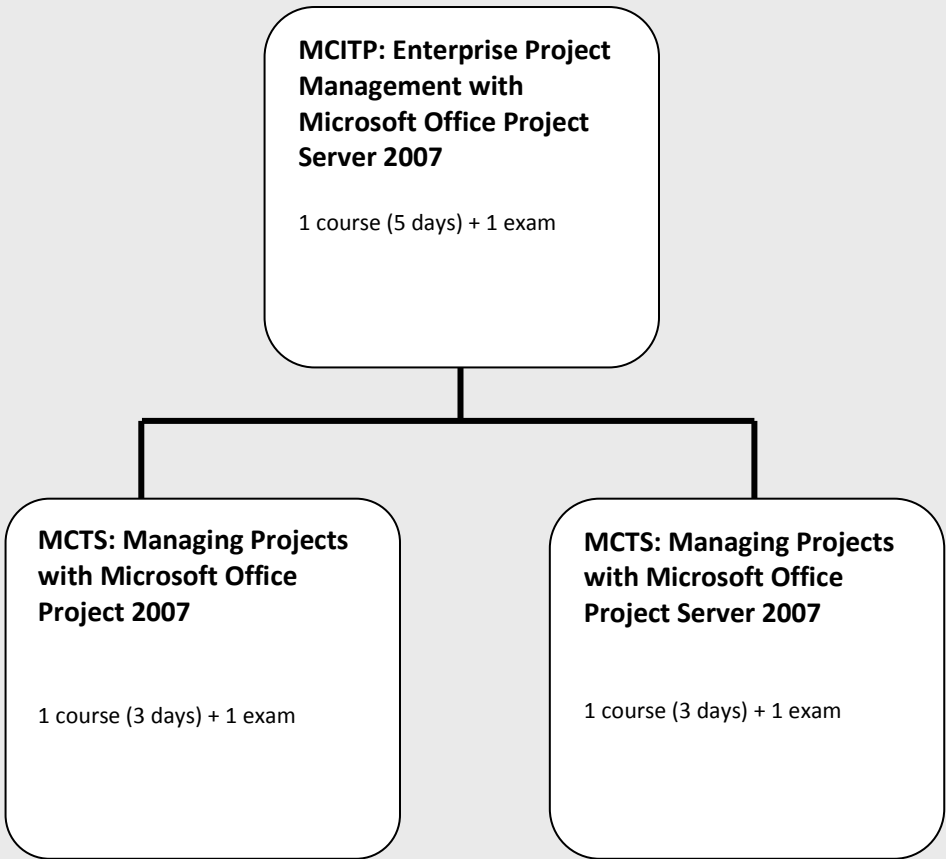 MCITP: Enterprise Project
Management with
Microsoft Office Project
Server 2007
1 course (5 days) + 1 exam
MCTS: Managing Projects
with Microsoft Office
Project 2007
1 course (3 days) + 1 exam
MCTS: Managing Projects
with Microsoft Office
Project Server 2007
1 course (3 days) + 1 exam